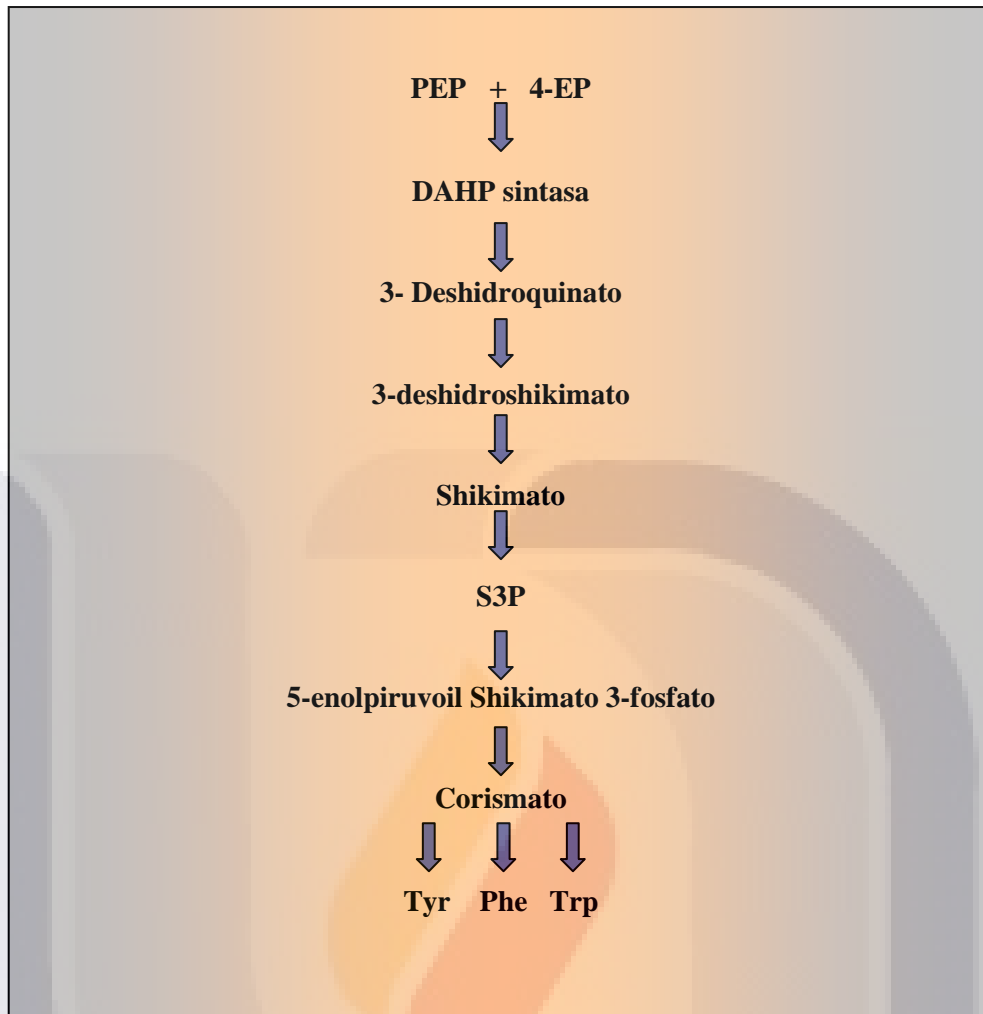 PEP + 4-EP
DAHP sintasa
3- Deshidroquinato
3-deshidroshikimato
Shikimato
S3P
5-enolpiruvoil Shikimato 3-fosfato
Corismato
Tyr Phe Trp